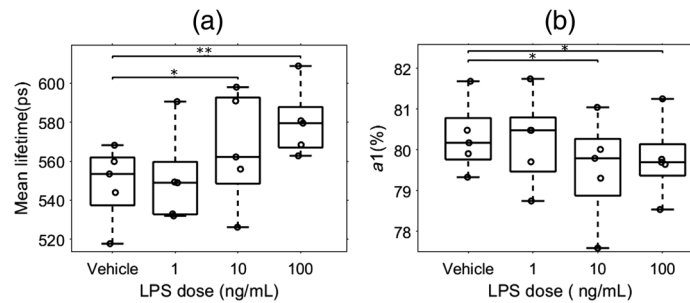 (a)
**
*
Mean lifetime(ps)
600
580
560
540
520
Vehicle 1 10 100
LPS dose (ng/mL)
(b)
*
*
a1(%)
82
81
80
79
78
Vehicle 1 10 100
LPS dose ( ng/mL)